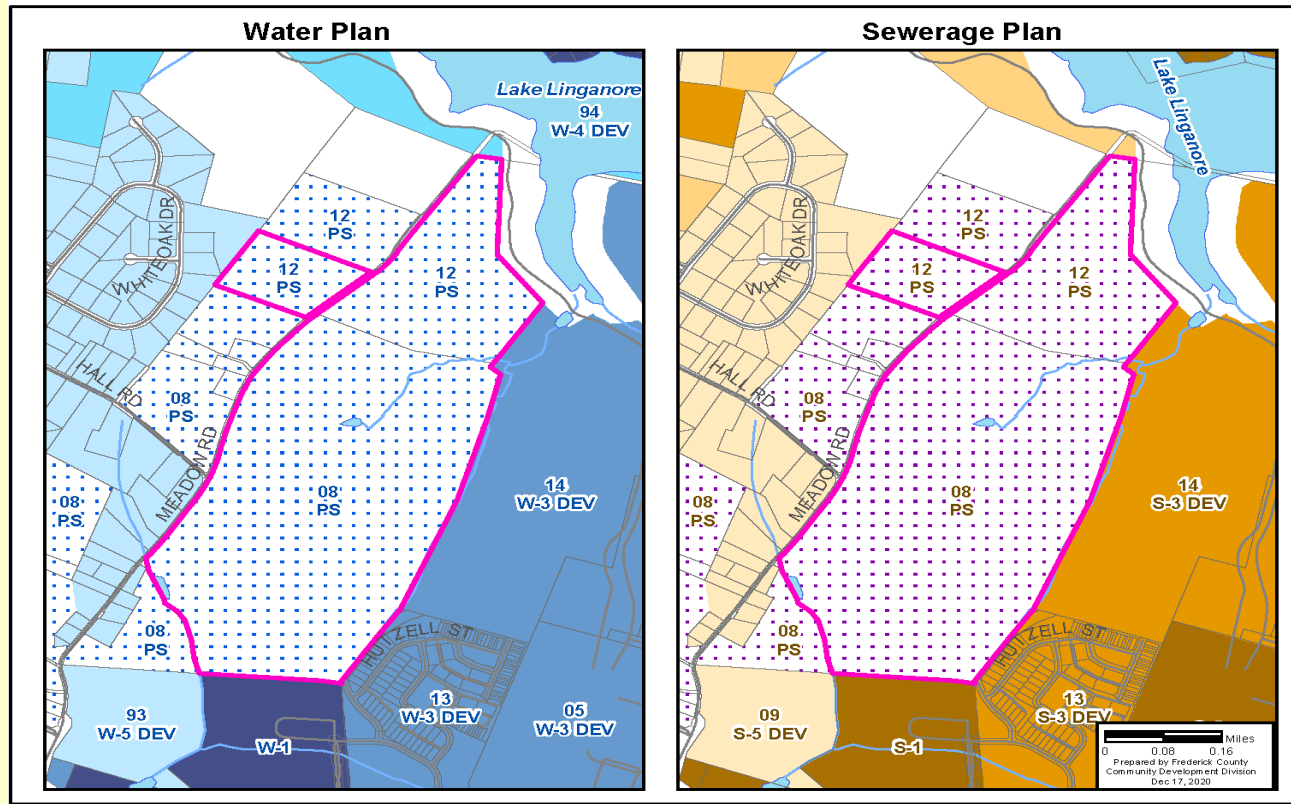 Water Plan
Lake Linganore
94
W-4 DEV
WHITE OAK DR
12
PS
12
PS
12
PS
HALL RD
08
PS
MEADOW RD
08
PS
08
PS
14
W-3 DEV
08
PS
HUTZELL ST
93
W-5 DEV
W-1
13
W-3 DEV
05
W-3 DEV
Sewerage Plan
Lake Linganore
WHITE OAK DR
12
PS
12
PS
12
PS
HALL RD
08
PS
MEADOW RD
08
PS
08
PS
14
S-3 DEV
08
PS
HUTZELL ST
09
S-5 DEV
S-1
13
S-3 DEV
Miles
0 0.08 0.16
Prepared by Frederick County
Community Development Division
Dec 17, 2020